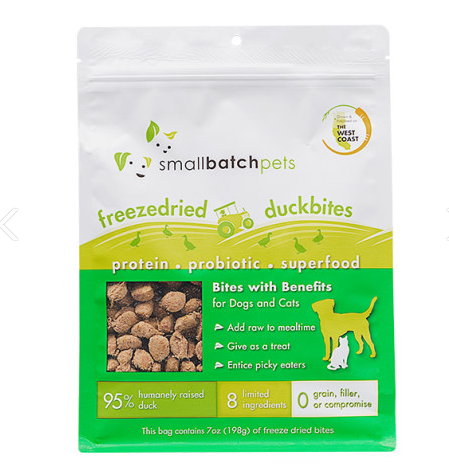 THE
WEST
COAST
smallbatchpets
freezedried duckbites
protein • probiotic • superfood
Bites with Benefits
for Dogs and Cats
Add raw to mealtime
Give as a treat
Entice picky eaters
95% humanely raised
duck
8 limited
ingredients
0 grain, filler,
or compromise
This bag contains 7oz (198g) of freeze dried bites